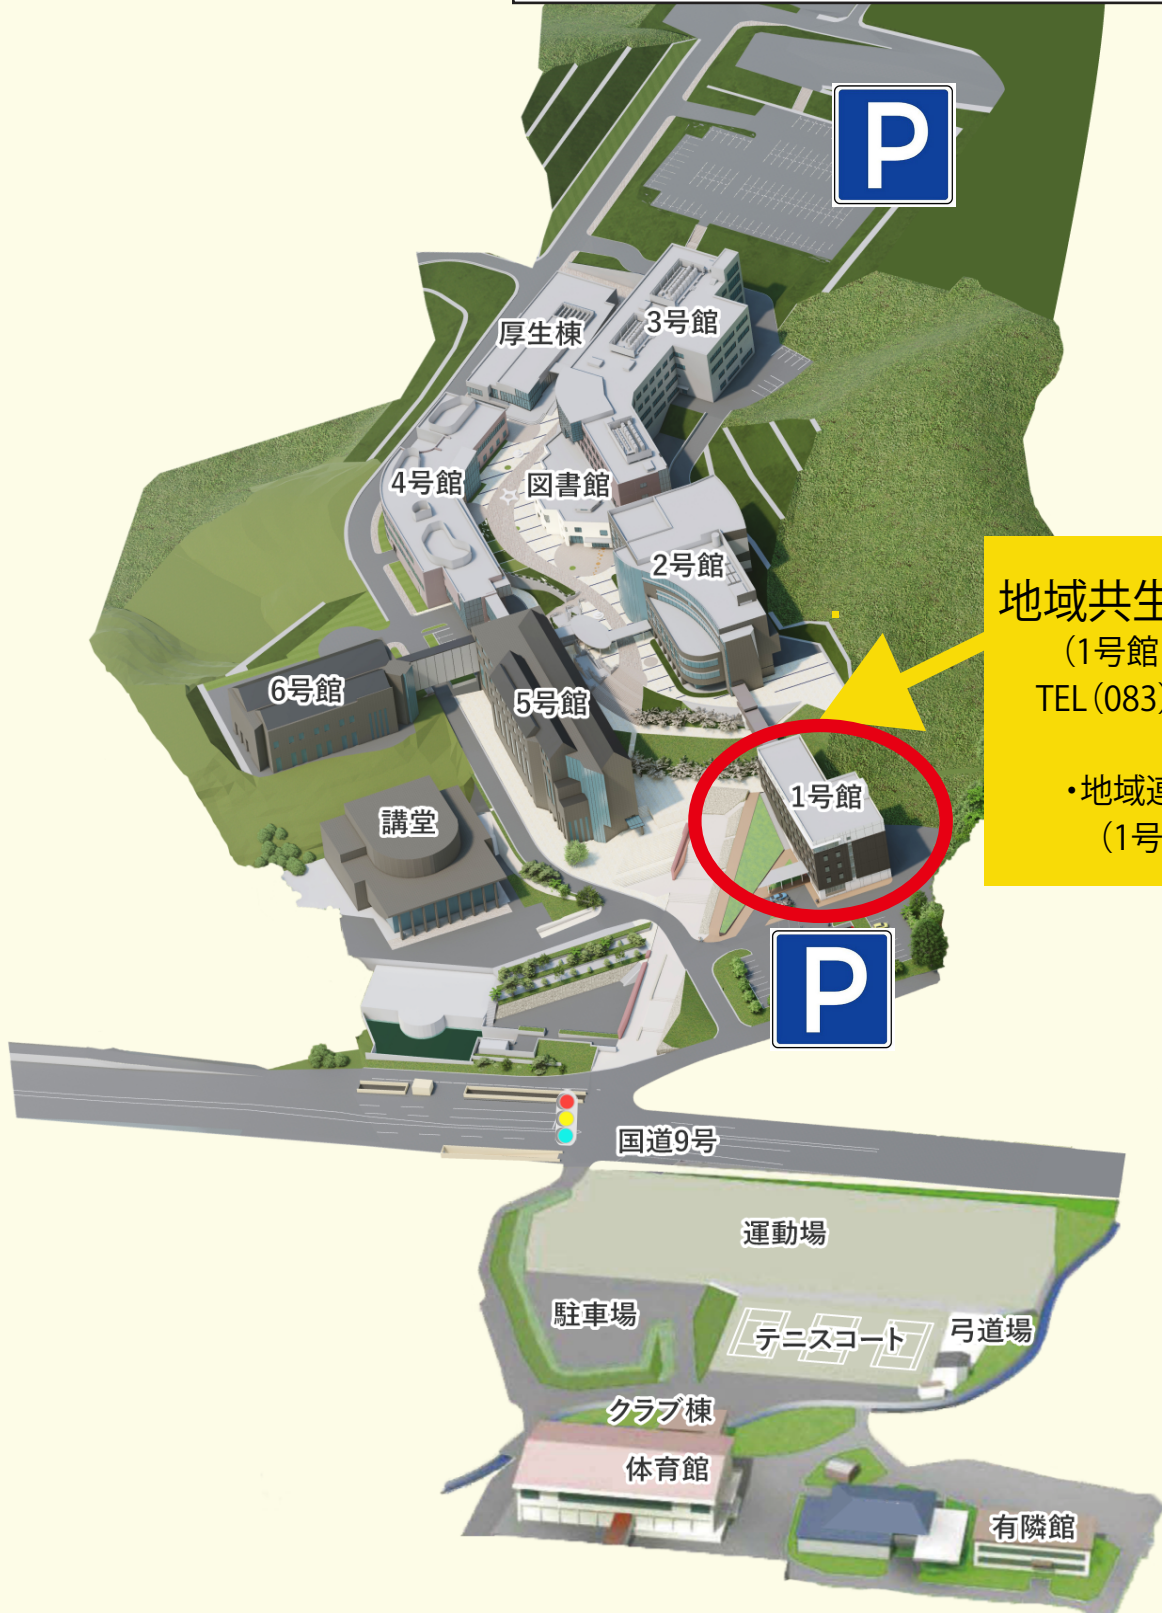 P
3号館
厚生棟
4号館
図書館
2号館
地域共生
（1号館
TEL（083）
・地域連
（1号
6号館
5号館
1号館
講堂
P
国道9号
運動場
駐車場
テニスコート
弓道場
クラブ棟
体育館
有隣館